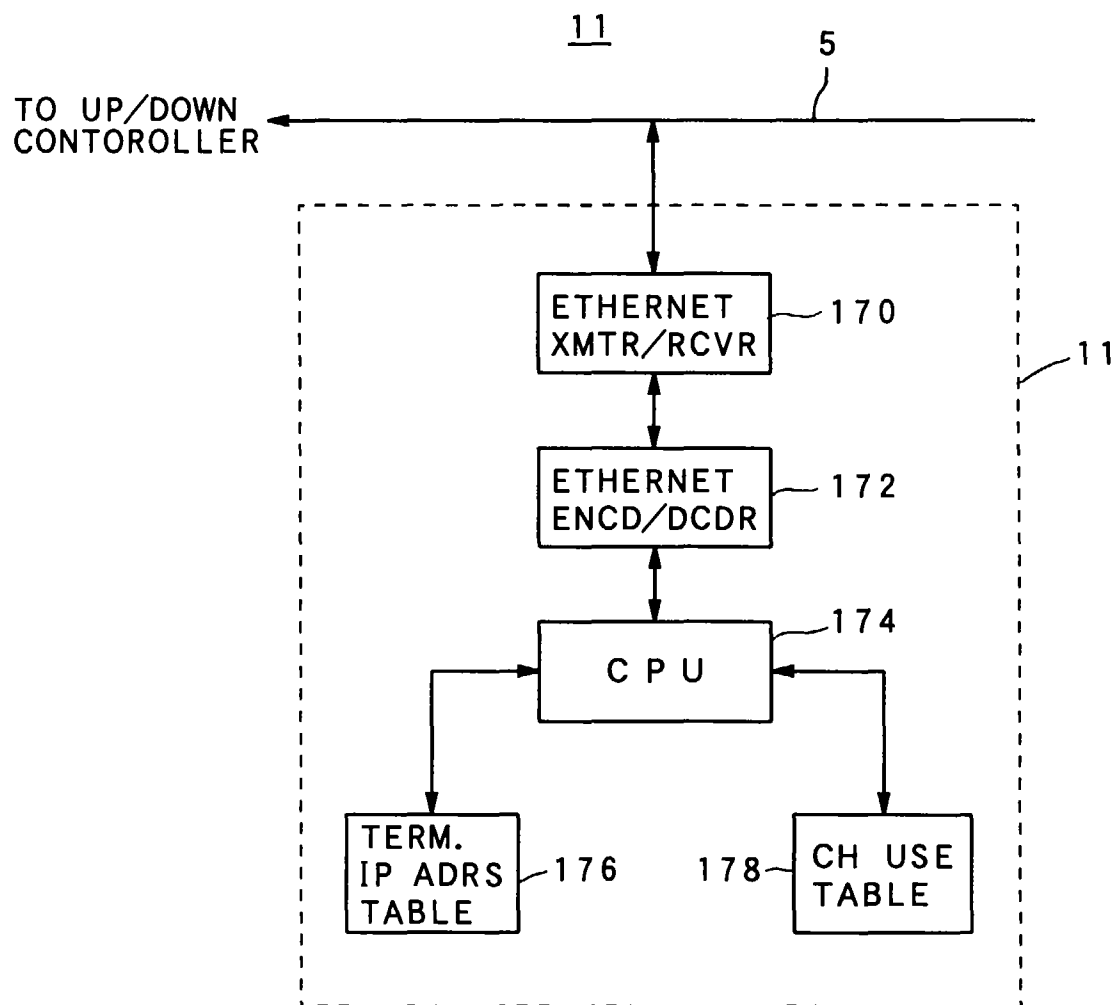 11
5
TO UP/DOWN
CONTOROLLER
ETHERNET
XMTR/RCVR
170
11
ETHERNET
ENCD/DCDR
172
174
CPU
TERM.
IP ADRS
TABLE
176
178
CH USE
TABLE